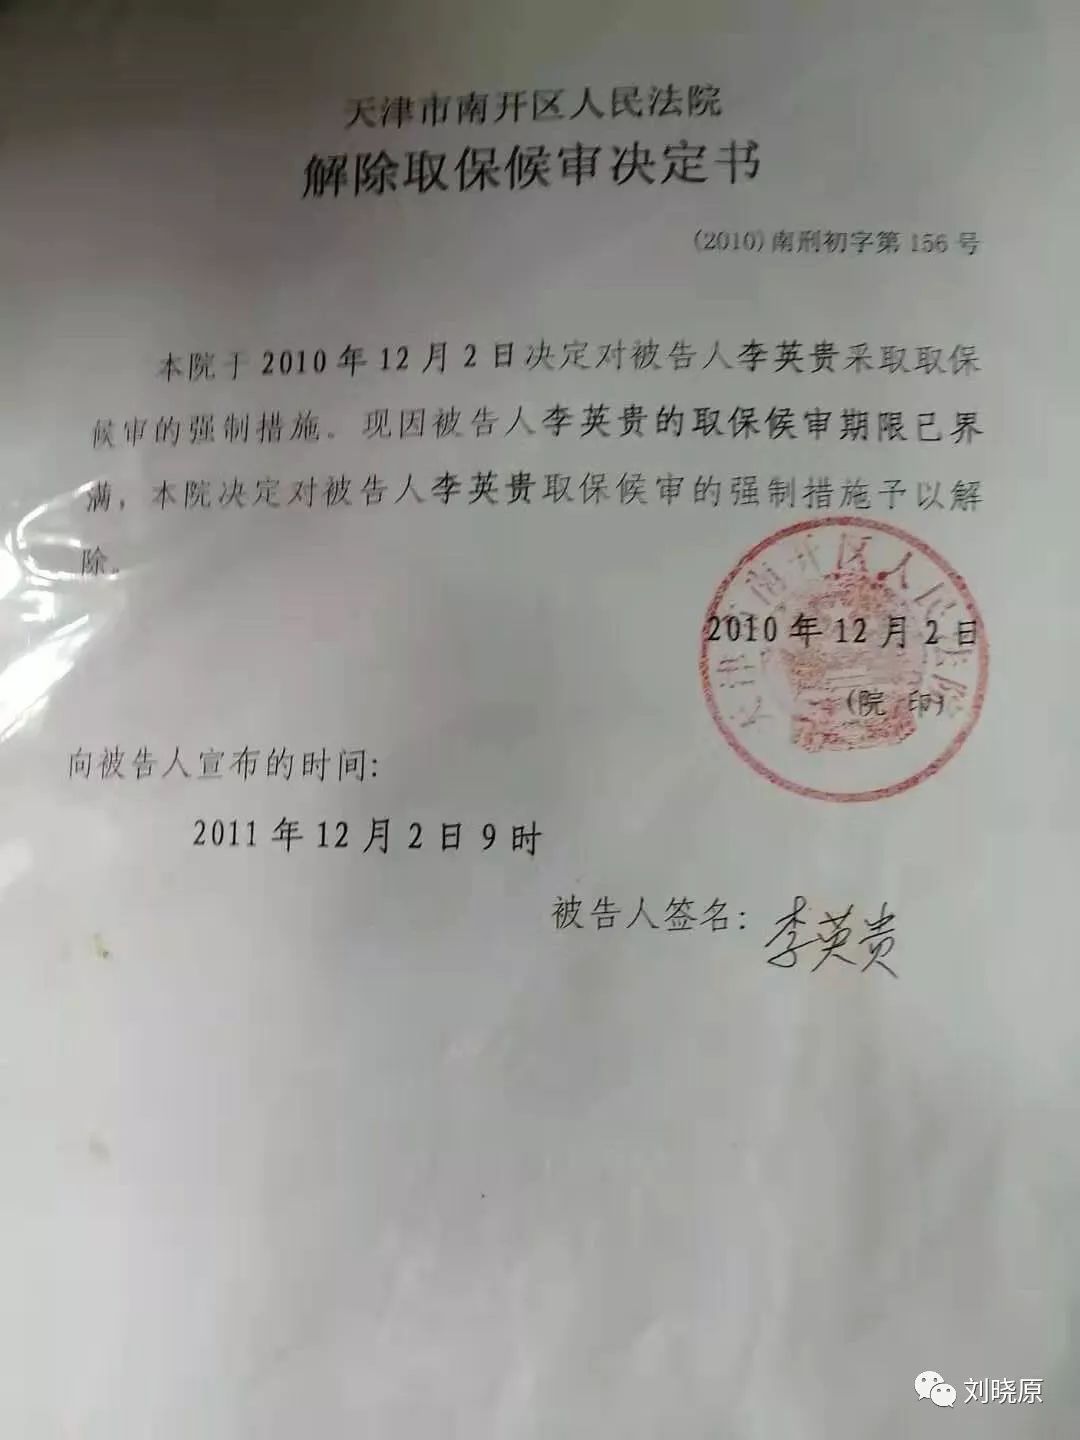 天津市南开区人民法院
解除取保候审决定书
(2010)南刑初字第156号
本院于2010年12月2日决定对被告人李英贵采取取保
候审的强制措施。现因被告人李英贵的取保候审期限已界
满，本院决定对被告人李英贵取保候审的强制措施予以解
除。
天津市南开区人民法院
2010年12月2日
(院 印)
向被告人宣布的时间:
2011年12月2日9时
被告人签名: 李英贵
刘晓原